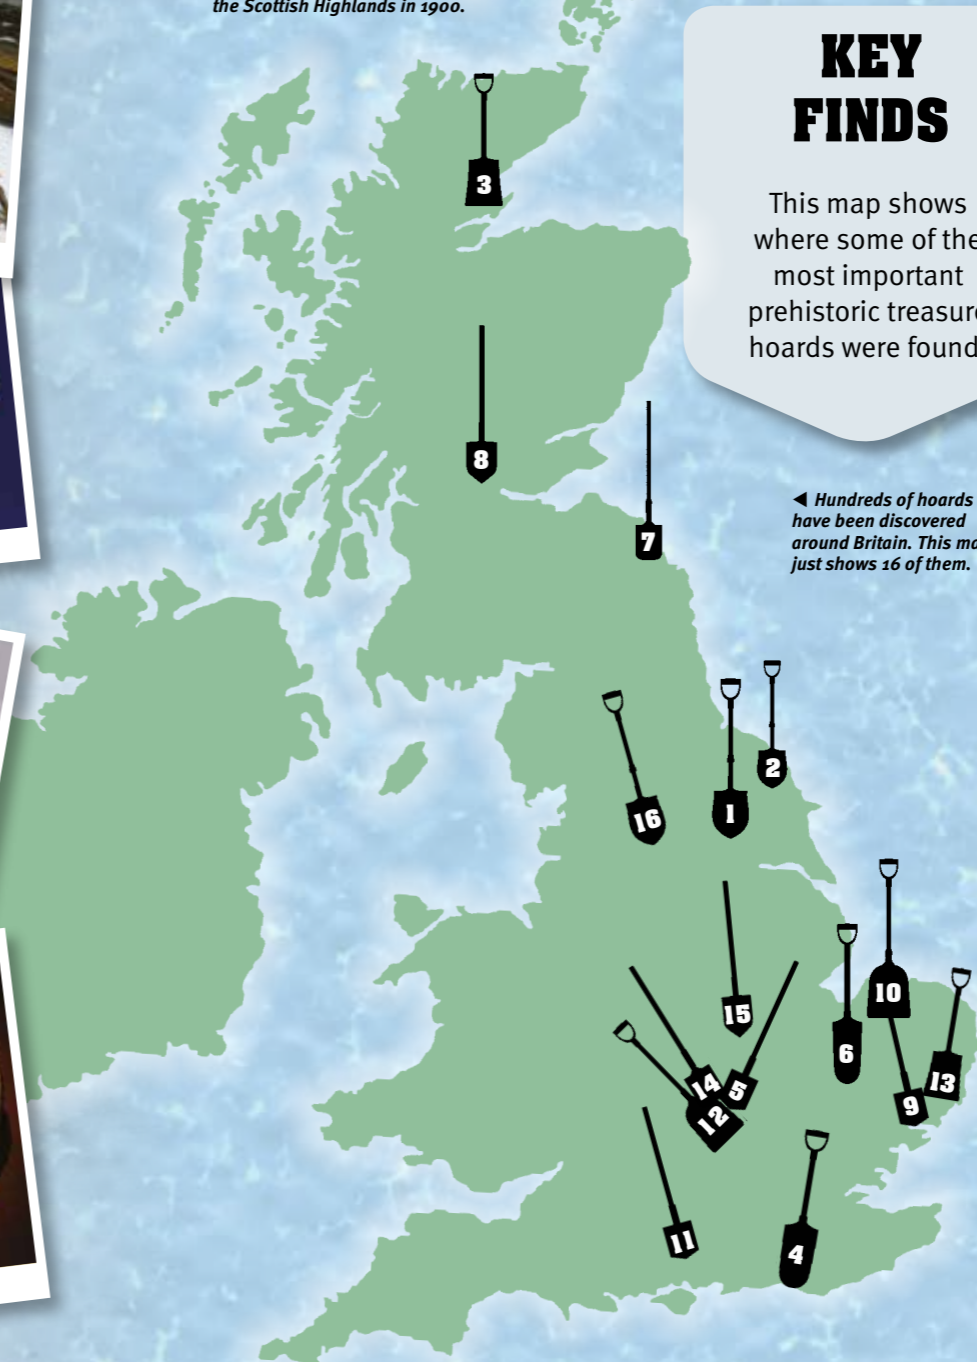 the Scottish Highlands in 1900.
KEY
FINDS
This map shows
where some of the
most important
prehistoric treasure
hoards were found
◀ Hundreds of hoards
have been discovered
around Britain. This ma
just shows 16 of them.
3
8
7
2
1
16
10
15
6
13
14
5
9
12
11
4